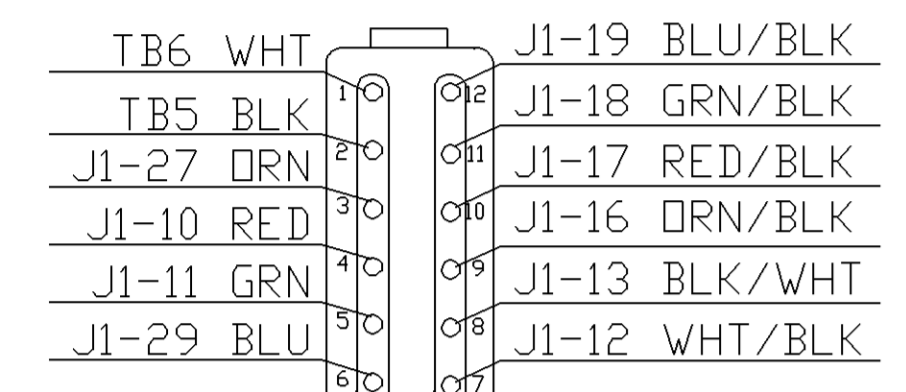 TB6 WHT
TB5 BLK
J1-27 ORN
J1-10 RED
J1-11 GRN
J1-29 BLU
1
2
3
4
5
6
12
11
10
9
8
7
J1-19 BLU/BLK
J1-18 GRN/BLK
J1-17 RED/BLK
J1-16 ORN/BLK
J1-13 BLK/WHT
J1-12 WHT/BLK